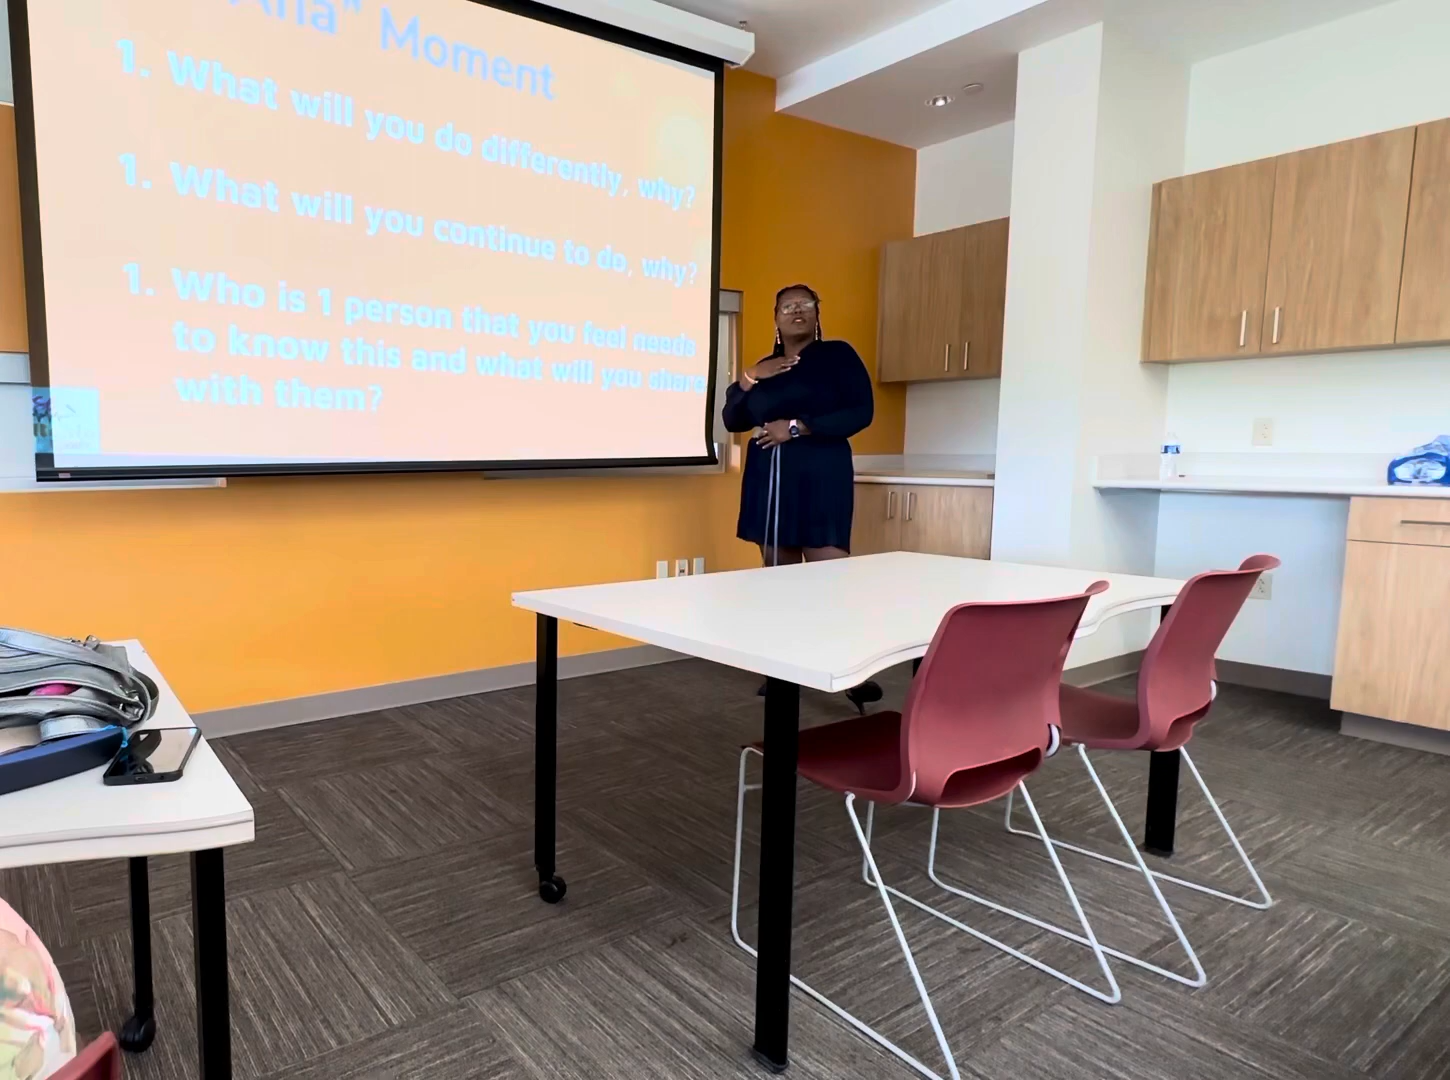 "Aha" Moment
1. What will you do differently, why?
1. What will you continue to do, why?
1. Who is 1 person that you feel needs
to know this and what will you share
with them?